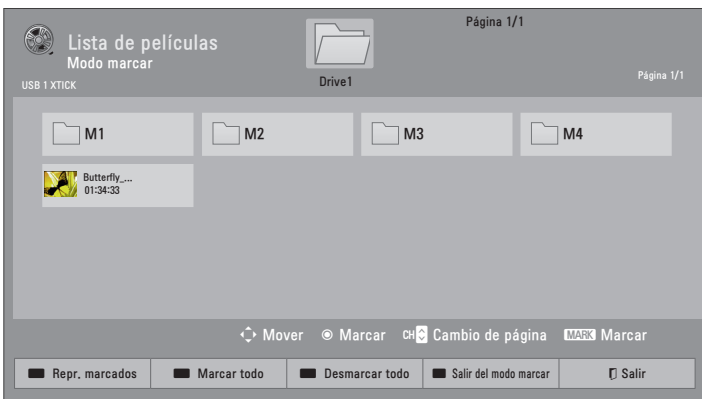 Página 1/1
Lista de películas
Modo marcar
USB 1 XTICK
Drive1
Página 1/1
M1
M2
M3
M4
Butterfly_...
01:34:33
Mover
Marcar
CH
Cambio de página
MARK
Marcar
Repr. marcados
Marcar todo
Desmarcar todo
Salir del modo marcar
Salir